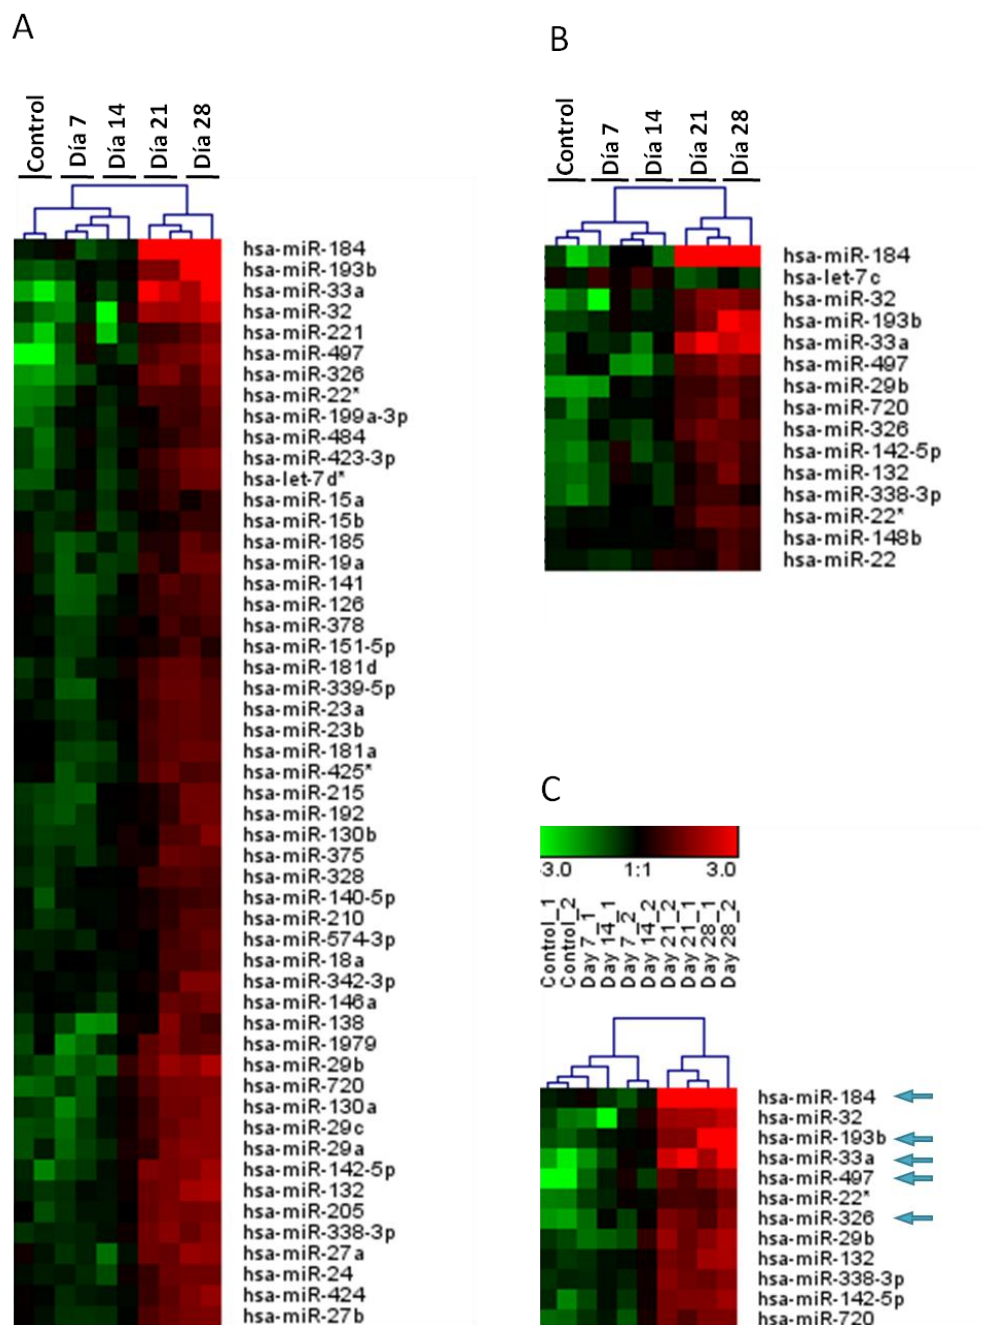 A
Control
Día 7
Día 14
Día 21
Día 28
hsa-miR-184
hsa-miR-193b
hsa-miR-33a
hsa-miR-32
hsa-miR-221
hsa-miR-497
hsa-miR-326
hsa-miR-22*
hsa-miR-199a-3p
hsa-miR-484
hsa-miR-423-3p
hsa-let-7d*
hsa-miR-15a
hsa-miR-15b
hsa-miR-185
hsa-miR-19a
hsa-miR-141
hsa-miR-126
hsa-miR-378
hsa-miR-151-5p
hsa-miR-181d
hsa-miR-339-5p
hsa-miR-23a
hsa-miR-23b
hsa-miR-181a
hsa-miR-425*
hsa-miR-215
hsa-miR-192
hsa-miR-130b
hsa-miR-375
hsa-miR-328
hsa-miR-140-5p
hsa-miR-210
hsa-miR-574-3p
hsa-miR-18a
hsa-miR-342-3p
hsa-miR-146a
hsa-miR-138
hsa-miR-1979
hsa-miR-29b
hsa-miR-720
hsa-miR-130a
hsa-miR-29c
hsa-miR-29a
hsa-miR-142-5p
hsa-miR-132
hsa-miR-205
hsa-miR-338-3p
hsa-miR-27a
hsa-miR-24
hsa-miR-424
hsa-miR-27b
B
Control
Día 7
Día 14
Día 21
Día 28
hsa-miR-184
hsa-let-7c
hsa-miR-32
hsa-miR-193b
hsa-miR-33a
hsa-miR-497
hsa-miR-29b
hsa-miR-720
hsa-miR-326
hsa-miR-142-5p
hsa-miR-132
hsa-miR-338-3p
hsa-miR-22*
hsa-miR-148b
hsa-miR-22
C
-3.0 1:1 3.0
Control_1
Control_2
Day 7_1
Day 14_1
Day 7_2
Day 14_2
Day 21_2
Day 21_1
Day 28_1
Day 28_2
hsa-miR-184
hsa-miR-32
hsa-miR-193b
hsa-miR-33a
hsa-miR-497
hsa-miR-22*
hsa-miR-326
hsa-miR-29b
hsa-miR-132
hsa-miR-338-3p
hsa-miR-142-5p
hsa-miR-720